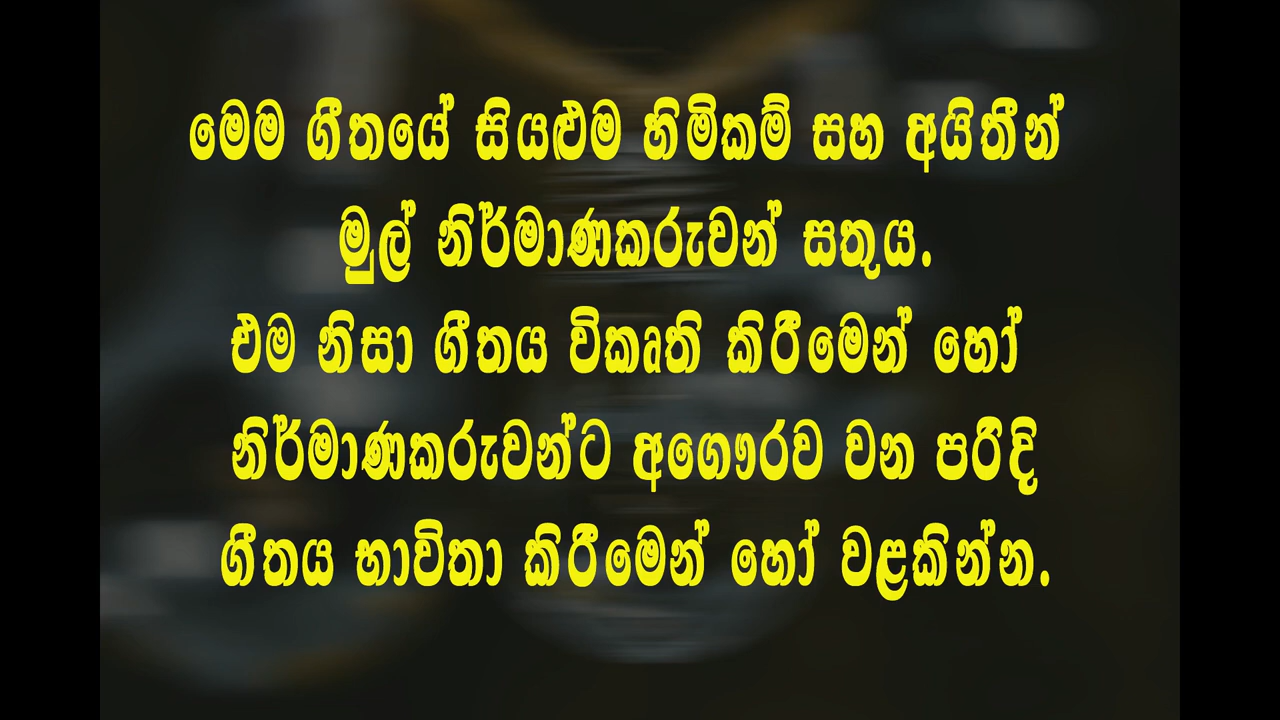 මෙම ගීතයේ සියළුම හිමිකම් සහ අයිතීන්
මුල් නිර්මාණකරුවන් සතුය.
එම නිසා ගීතය විකෘති කිරීමෙන් හෝ
නිර්මාණකරුවන්ට අගෞරව වන පරිදි
ගීතය භාවිතා කිරීමෙන් හෝ වළකින්න.